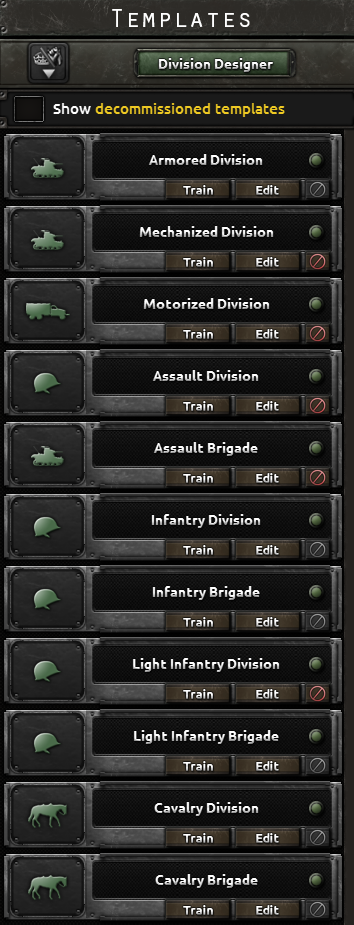 Templates
Division Designer
Show decommissioned templates
Armored Division
Train Edit
Mechanized Division
Train Edit
Motorized Division
Train Edit
Assault Division
Train Edit
Assault Brigade
Train Edit
Infantry Division
Train Edit
Infantry Brigade
Train Edit
Light Infantry Division
Train Edit
Light Infantry Brigade
Train Edit
Cavalry Division
Train Edit
Cavalry Brigade
Train Edit